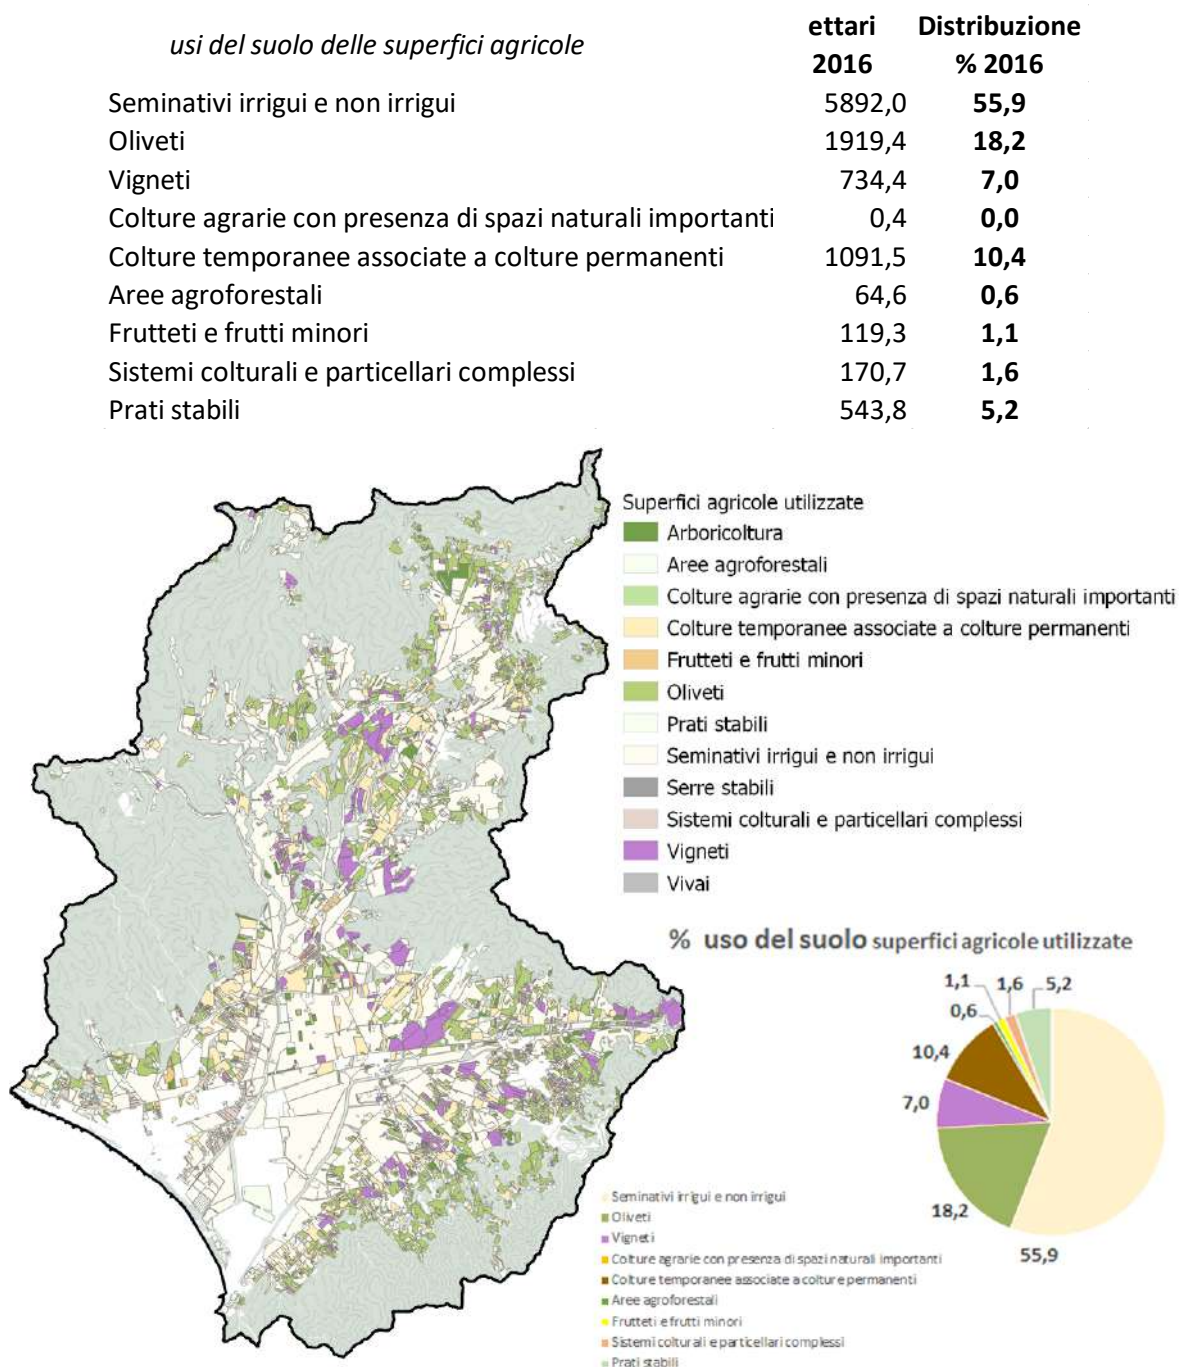 usi del suolo delle superfici agricole ettari 2016 Distribuzione % 2016
Seminativi irrigui e non irrigui 5892,0 55,9
Oliveti 1919,4 18,2
Vigneti 734,4 7,0
Colture agrarie con presenza di spazi naturali importanti 0,4 0,0
Colture temporanee associate a colture permanenti 1091,5 10,4
Aree agroforestali 64,6 0,6
Frutteti e frutti minori 119,3 1,1
Sistemi colturali e particellari complessi 170,7 1,6
Prati stabili 543,8 5,2
Superfici agricole utilizzate
Arboricoltura
Aree agroforestali
Colture agrarie con presenza di spazi naturali importanti
Colture temporanee associate a colture permanenti
Frutteti e frutti minori
Oliveti
Prati stabili
Seminativi irrigui e non irrigui
Serre stabili
Sistemi colturali e particellari complessi
Vigneti
Vivai
% uso del suolo superfici agricole utilizzate
1,1 1,6 5,2
0,6
10,4
7,0
18,2
55,9
Seminativi irrigui e non irrigui
Oliveti
Vigneti
Colture agrarie con presenza di spazi naturali importanti
Colture temporanee associate a colture permanenti
Aree agroforestali
Frutteti e frutti minori
Sistemi colturali e particellari complessi
Prati stabili